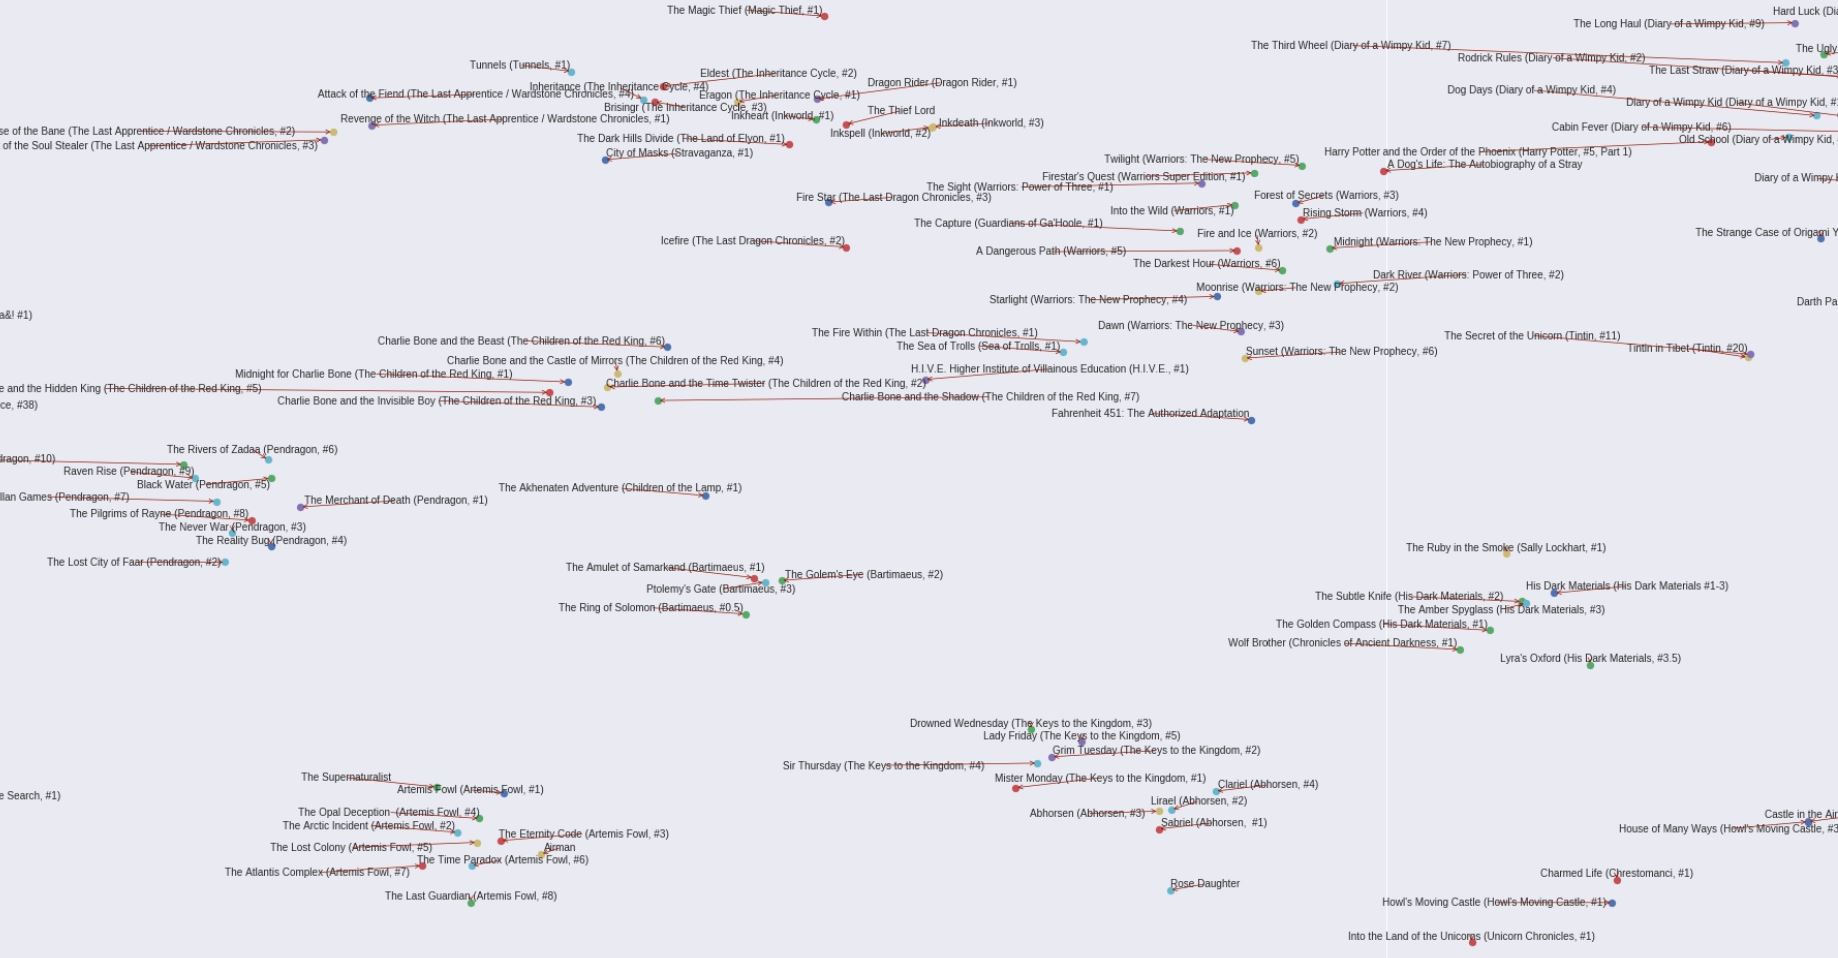 The Magic Thief (Magic Thief, #1)
Hard Luck (Dia
The Long Haul (Diary of a Wimpy Kid, #9)
The Third Wheel (Diary of a Wimpy Kid, #7)
The Ugly
Rodrick Rules (Diary of a Wimpy Kid, #2)
Tunnels (Tunnels, #1)
The Last Straw (Diary of a Wimpy Kid, #3
Eldest (The Inheritance Cycle, #2)
Inheritance (The Inheritance Cycle, #4)
Dragon Rider (Dragon Rider, #1)
Dog Days (Diary of a Wimpy Kid, #4)
Attack of the Fiend (The Last Apprentice / Wardstone Chronicles, #4)
Eragon (The Inheritance Cycle, #1)
Brisingr (The Inheritance Cycle, #3)
Diary of a Wimpy Kid (Diary of a Wimpy Kid, #1
The Thief Lord
Inkheart (Inkworld, #1)
Revenge of the Witch (The Last Apprentice / Wardstone Chronicles, #1)
Inkdeath (Inkworld, #3)
Cabin Fever (Diary of a Wimpy Kid, #6)
se of the Bane (The Last Apprentice / Wardstone Chronicles, #2)
Inkspell (Inkworld, #2)
The Dark Hills Divide (The Land of Elyon, #1)
Old School (Diary of a Wimpy Kid,
of the Soul Stealer (The Last Apprentice / Wardstone Chronicles, #3)
Harry Potter and the Order of the Phoenix (Harry Potter, #5, Part 1)
City of Masks (Stravaganza, #1)
Twilight (Warriors: The New Prophecy, #5)
A Dog's Life: The Autobiography of a Stray
Firestar's Quest (Warriors Super Edition, #1)
Diary of a Wimpy K
The Sight (Warriors: Power of Three, #1)
Fire Star (The Last Dragon Chronicles, #3)
Forest of Secrets (Warriors, #3)
Into the Wild (Warriors, #1)
Rising Storm (Warriors, #4)
The Capture (Guardians of Ga'Hoole, #1)
Fire and Ice (Warriors, #2)
The Strange Case of Origami Y
Icefire (The Last Dragon Chronicles, #2)
Midnight (Warriors: The New Prophecy, #1)
A Dangerous Path (Warriors, #5)
The Darkest Hour (Warriors, #6)
Dark River (Warriors: Power of Three, #2)
Moonrise (Warriors: The New Prophecy, #2)
Starlight (Warriors: The New Prophecy, #4)
Darth Pa
a&! #1)
Dawn (Warriors: The New Prophecy, #3)
The Fire Within (The Last Dragon Chronicles, #1)
The Secret of the Unicorn (Tintin, #11)
Charlie Bone and the Beast (The Children of the Red King, #6)
The Sea of Trolls (Sea of Trolls, #1)
Tintin in Tibet (Tintin, #20)
Sunset (Warriors: The New Prophecy, #6)
Charlie Bone and the Castle of Mirrors (The Children of the Red King, #4)
H.I.V.E. Higher Institute of Villainous Education (H.I.V.E., #1)
Midnight for Charlie Bone (The Children of the Red King, #1)
Charlie Bone and the Time Twister (The Children of the Red King, #2)
e and the Hidden King (The Children of the Red King, #5)
Charlie Bone and the Shadow (The Children of the Red King, #7)
Charlie Bone and the Invisible Boy (The Children of the Red King, #3)
ce, #38)
Fahrenheit 451: The Authorized Adaptation
The Rivers of Zadaa (Pendragon, #6)
dragon, #10)
Raven Rise (Pendragon, #9)
Black Water (Pendragon, #5)
The Akhenaten Adventure (Children of the Lamp, #1)
llan Games (Pendragon, #7)
The Merchant of Death (Pendragon, #1)
The Pilgrims of Rayne (Pendragon, #8)
The Never War (Pendragon, #3)
The Reality Bug (Pendragon, #4)
The Ruby in the Smoke (Sally Lockhart, #1)
The Lost City of Faar (Pendragon, #2)
The Amulet of Samarkand (Bartimaeus, #1)
The Golem's Eye (Bartimaeus, #2)
Ptolemy's Gate (Bartimaeus, #3)
His Dark Materials (His Dark Materials #1-3)
The Subtle Knife (His Dark Materials, #2)
The Ring of Solomon (Bartimaeus, #0.5)
The Amber Spyglass (His Dark Materials, #3)
The Golden Compass (His Dark Materials, #1)
Wolf Brother (Chronicles of Ancient Darkness, #1)
Lyra's Oxford (His Dark Materials, #3.5)
Drowned Wednesday (The Keys to the Kingdom, #3)
Lady Friday (The Keys to the Kingdom, #5)
Grim Tuesday (The Keys to the Kingdom, #2)
Sir Thursday (The Keys to the Kingdom, #4)
The Supernaturalist
Mister Monday (The Keys to the Kingdom, #1)
Clariel (Abhorsen, #4)
Artemis Fowl (Artemis Fowl, #1)
e Search, #1)
Lirael (Abhorsen, #2)
The Opal Deception (Artemis Fowl, #4)
Abhorsen (Abhorsen, #3)
Castle in the Air
Sabriel (Abhorsen, #1)
The Arctic Incident (Artemis Fowl, #2)
House of Many Ways (Howl's Moving Castle, #3
The Eternity Code (Artemis Fowl, #3)
The Lost Colony (Artemis Fowl, #5)
Airman
The Time Paradox (Artemis Fowl, #6)
The Atlantis Complex (Artemis Fowl, #7)
Charmed Life (Chrestomanci, #1)
Rose Daughter
The Last Guardian (Artemis Fowl, #8)
Howl's Moving Castle (Howl's Moving Castle, #1)
Into the Land of the Unicorns (Unicorn Chronicles, #1)